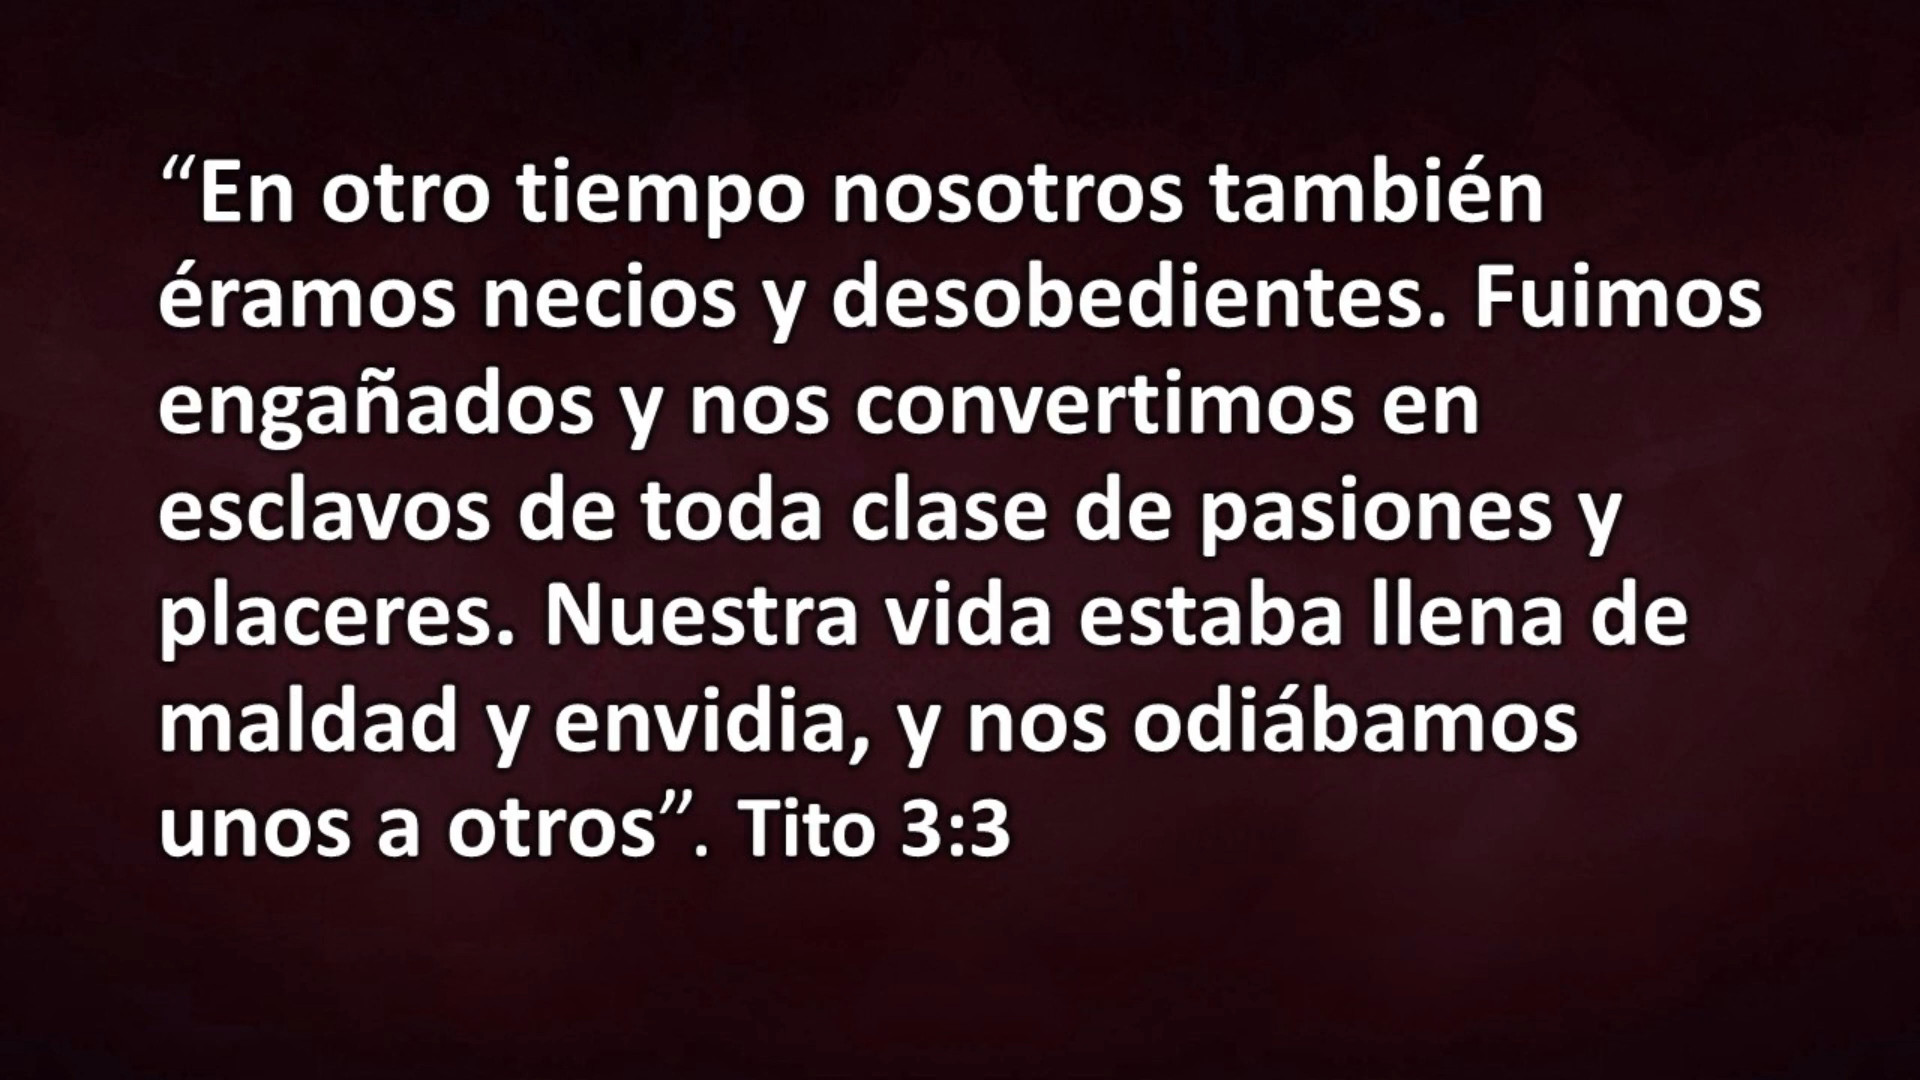 “En otro tiempo nosotros también
éramos necios y desobedientes. Fuimos
engañados y nos convertimos en
esclavos de toda clase de pasiones y
placeres. Nuestra vida estaba llena de
maldad y envidia, y nos odiábamos
unos a otros”. Tito 3:3